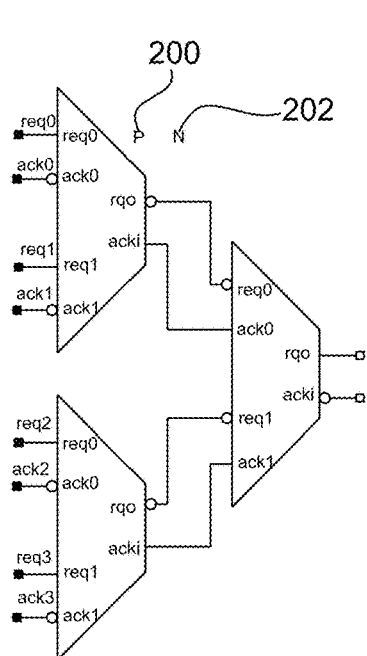 200
202
P N
req0
req0
ack0
ack0
rqo
acki
req1
req1
ack1
ack1
req0
ack0
rqo
acki
req1
ack1
req2
req0
ack2
ack0
rqo
acki
req3
req1
ack3
ack1